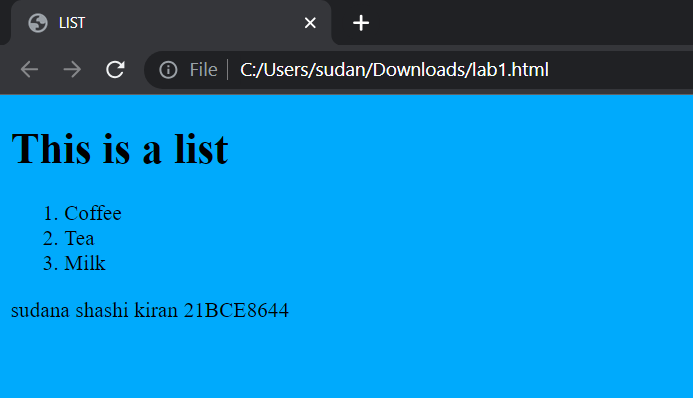 LIST
File C:/Users/sudan/Downloads/lab1.html
This is a list
1. Coffee
2. Tea
3. Milk
sudana shashi kiran 21BCE8644